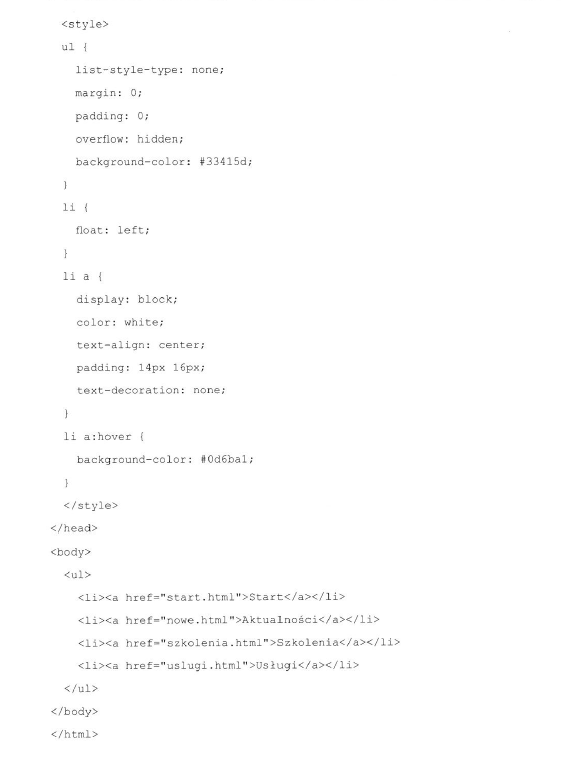 <style>
ul {
list-style-type: none;
margin: 0;
padding: 0;
overflow: hidden;
background-color: #33415d;
}
li {
float: left;
}
li a {
display: block;
color: white;
text-align: center;
padding: 14px 16px;
text-decoration: none;
}
li a:hover {
background-color: #0d6ba1;
}
</style>
</head>
<body>
<ul>
<li><a href="start.html">Start</a></li>
<li><a href="nowe.html">Aktualności</a></li>
<li><a href="szkolenia.html">Szkolenia</a></li>
<li><a href="uslugi.html">Usługi</a></li>
</ul>
</body>
</html>